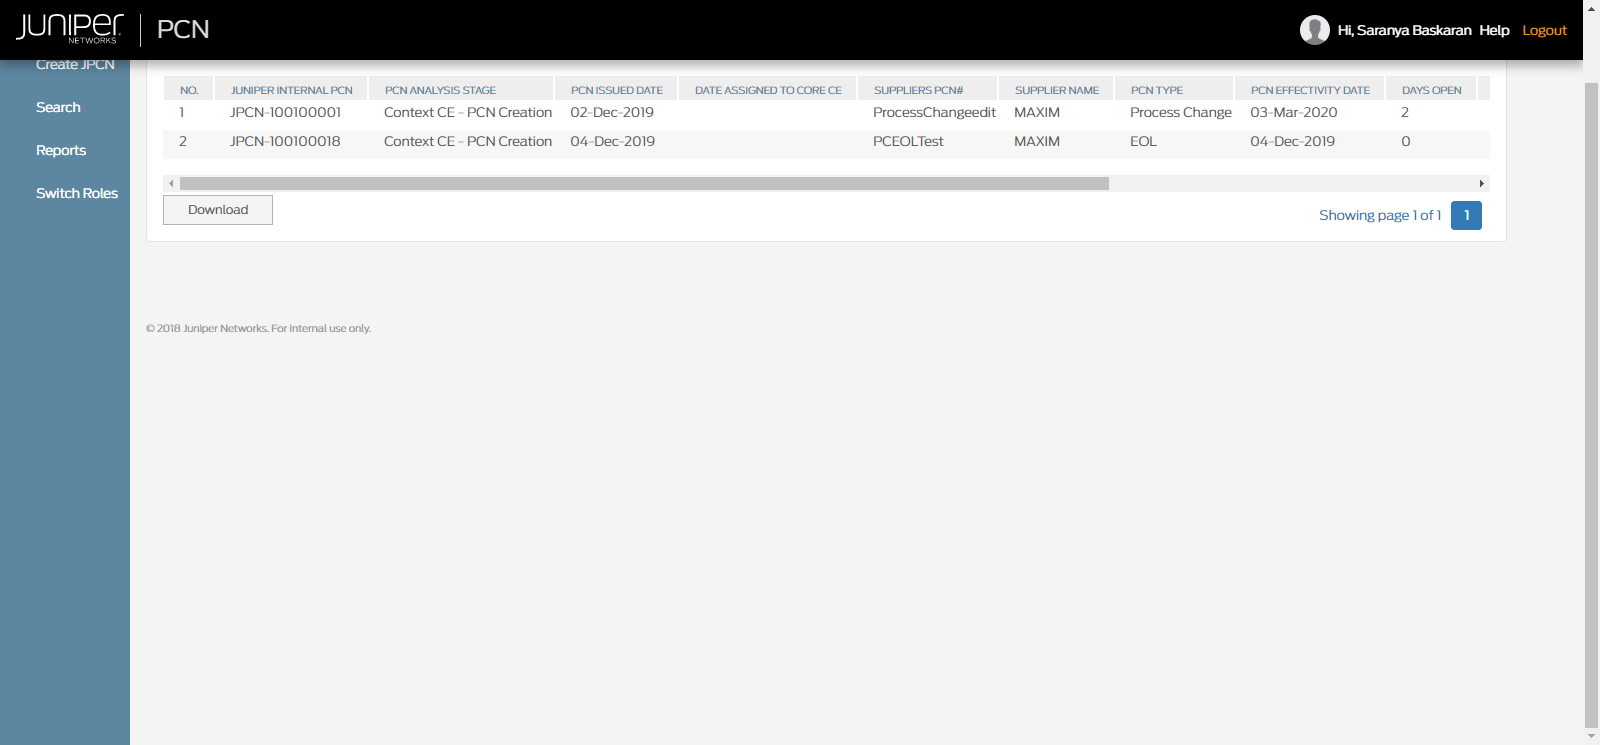 JUNIPEr NETWORKS PCN Hi, Saranya Baskaran Help Logout
Create JPCN
Search
Reports
Switch Roles
NO. JUNIPER INTERNAL PCN PCN ANALYSIS STAGE PCN ISSUED DATE DATE ASSIGNED TO CORE CE SUPPLIERS PCN# SUPPLIER NAME PCN TYPE PCN EFFECTIVITY DATE DAYS OPEN
1 JPCN-100100001 Context CE - PCN Creation 02-Dec-2019 ProcessChangeedit MAXIM Process Change 03-Mar-2020 2
2 JPCN-100100018 Context CE - PCN Creation 04-Dec-2019 PCEOLTest MAXIM EOL 04-Dec-2019 0
Download
Showing page 1 of 1 1
© 2018 Juniper Networks. For internal use only.